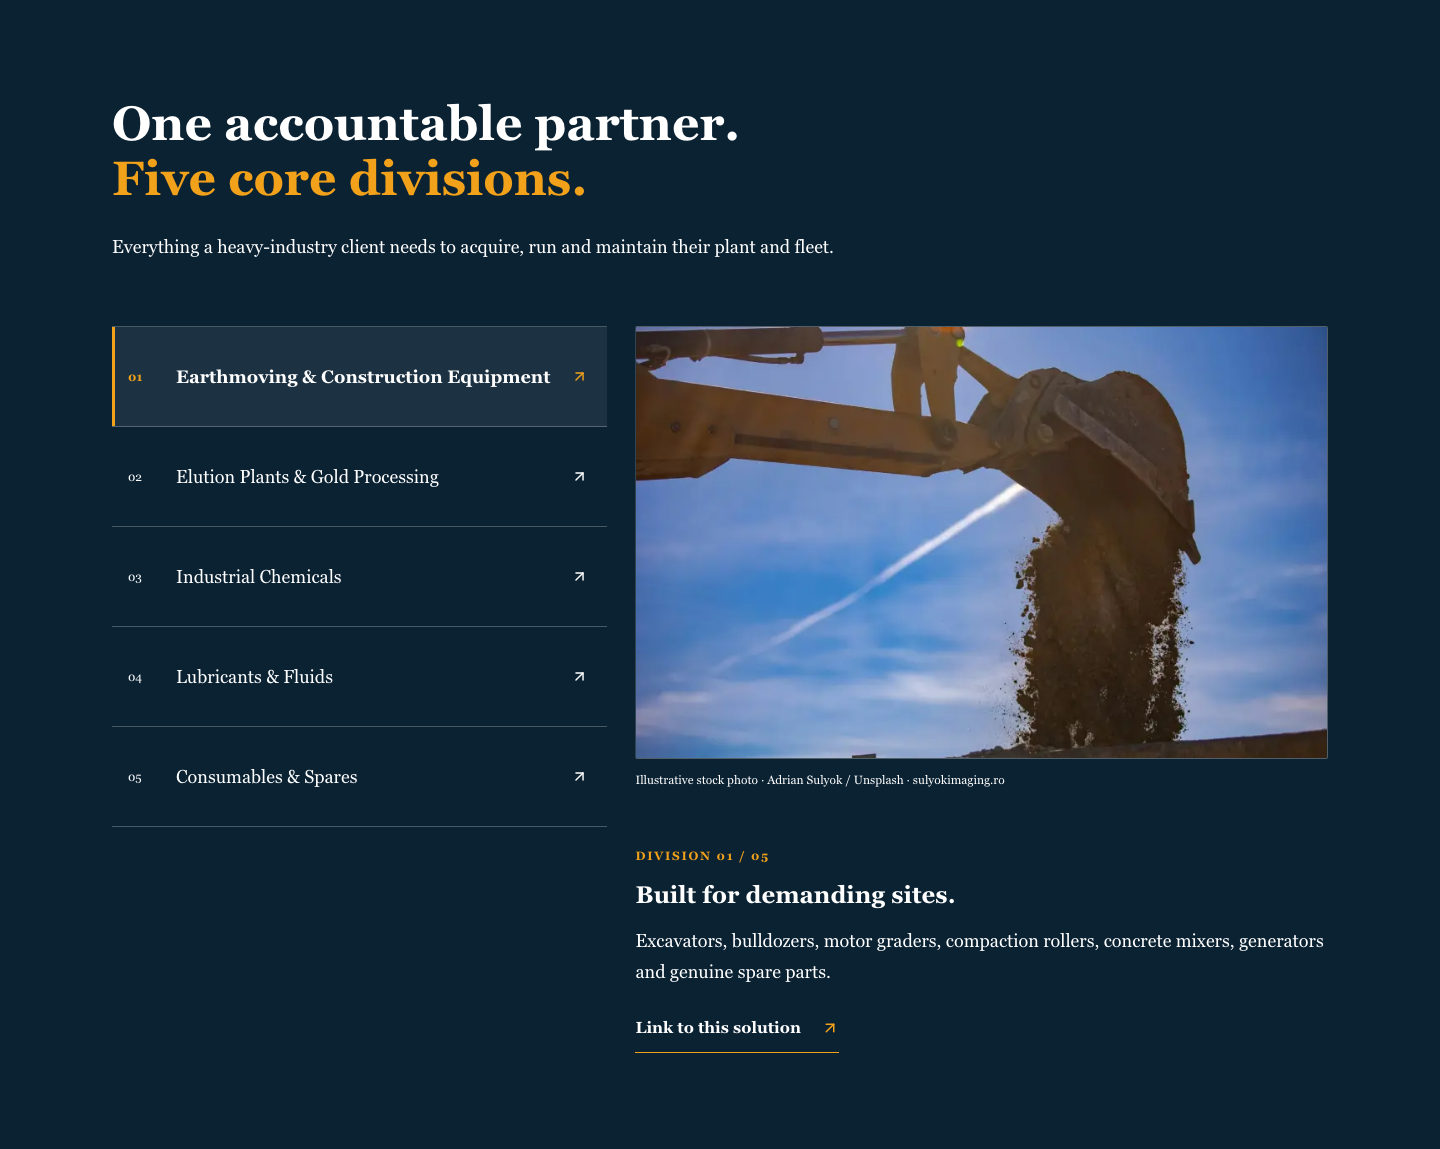 One accountable partner.
Five core divisions.
Everything a heavy-industry client needs to acquire, run and maintain their plant and fleet.
01 Earthmoving & Construction Equipment
02 Elution Plants & Gold Processing
03 Industrial Chemicals
04 Lubricants & Fluids
05 Consumables & Spares
Illustrative stock photo · Adrian Sulyok / Unsplash · sulyokimaging.ro
DIVISION 01 / 05
Built for demanding sites.
Excavators, bulldozers, motor graders, compaction rollers, concrete mixers, generators
and genuine spare parts.
Link to this solution